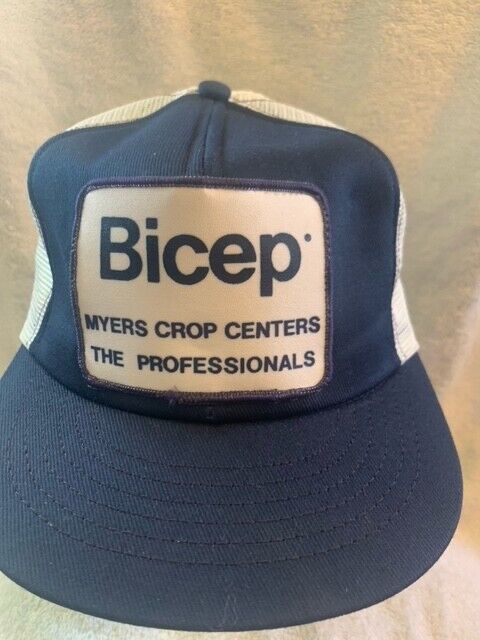 Bicep®
MYERS CROP CENTERS
THE PROFESSIONALS